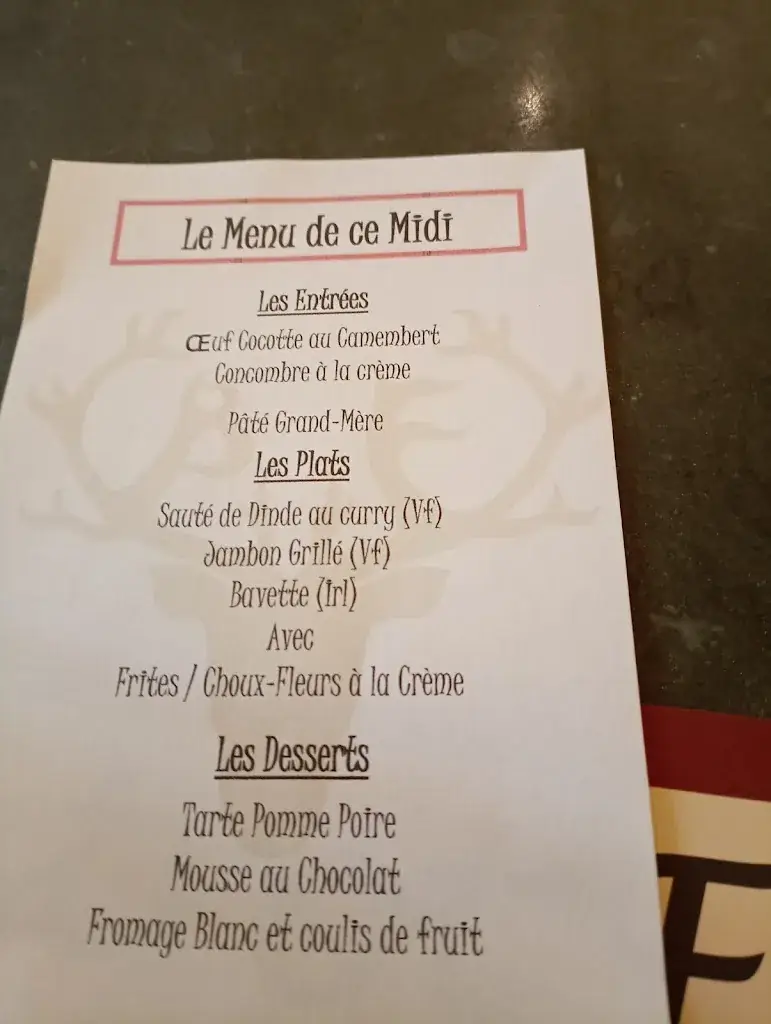 Le Menu de ce Midi
Les Entrées
Œuf Cocotte au Camembert
Concombre à la crème
Pâté Grand-Mère
Les Plats
Sauté de Dinde au curry (Vf)
Jambon Grillé (Vf)
Bavette (Irl)
Avec
Frites / Choux-Fleurs à la Crème
Les Desserts
Tarte Pomme Poire
Mousse au Chocolat
Fromage Blanc et coulis de fruit
F